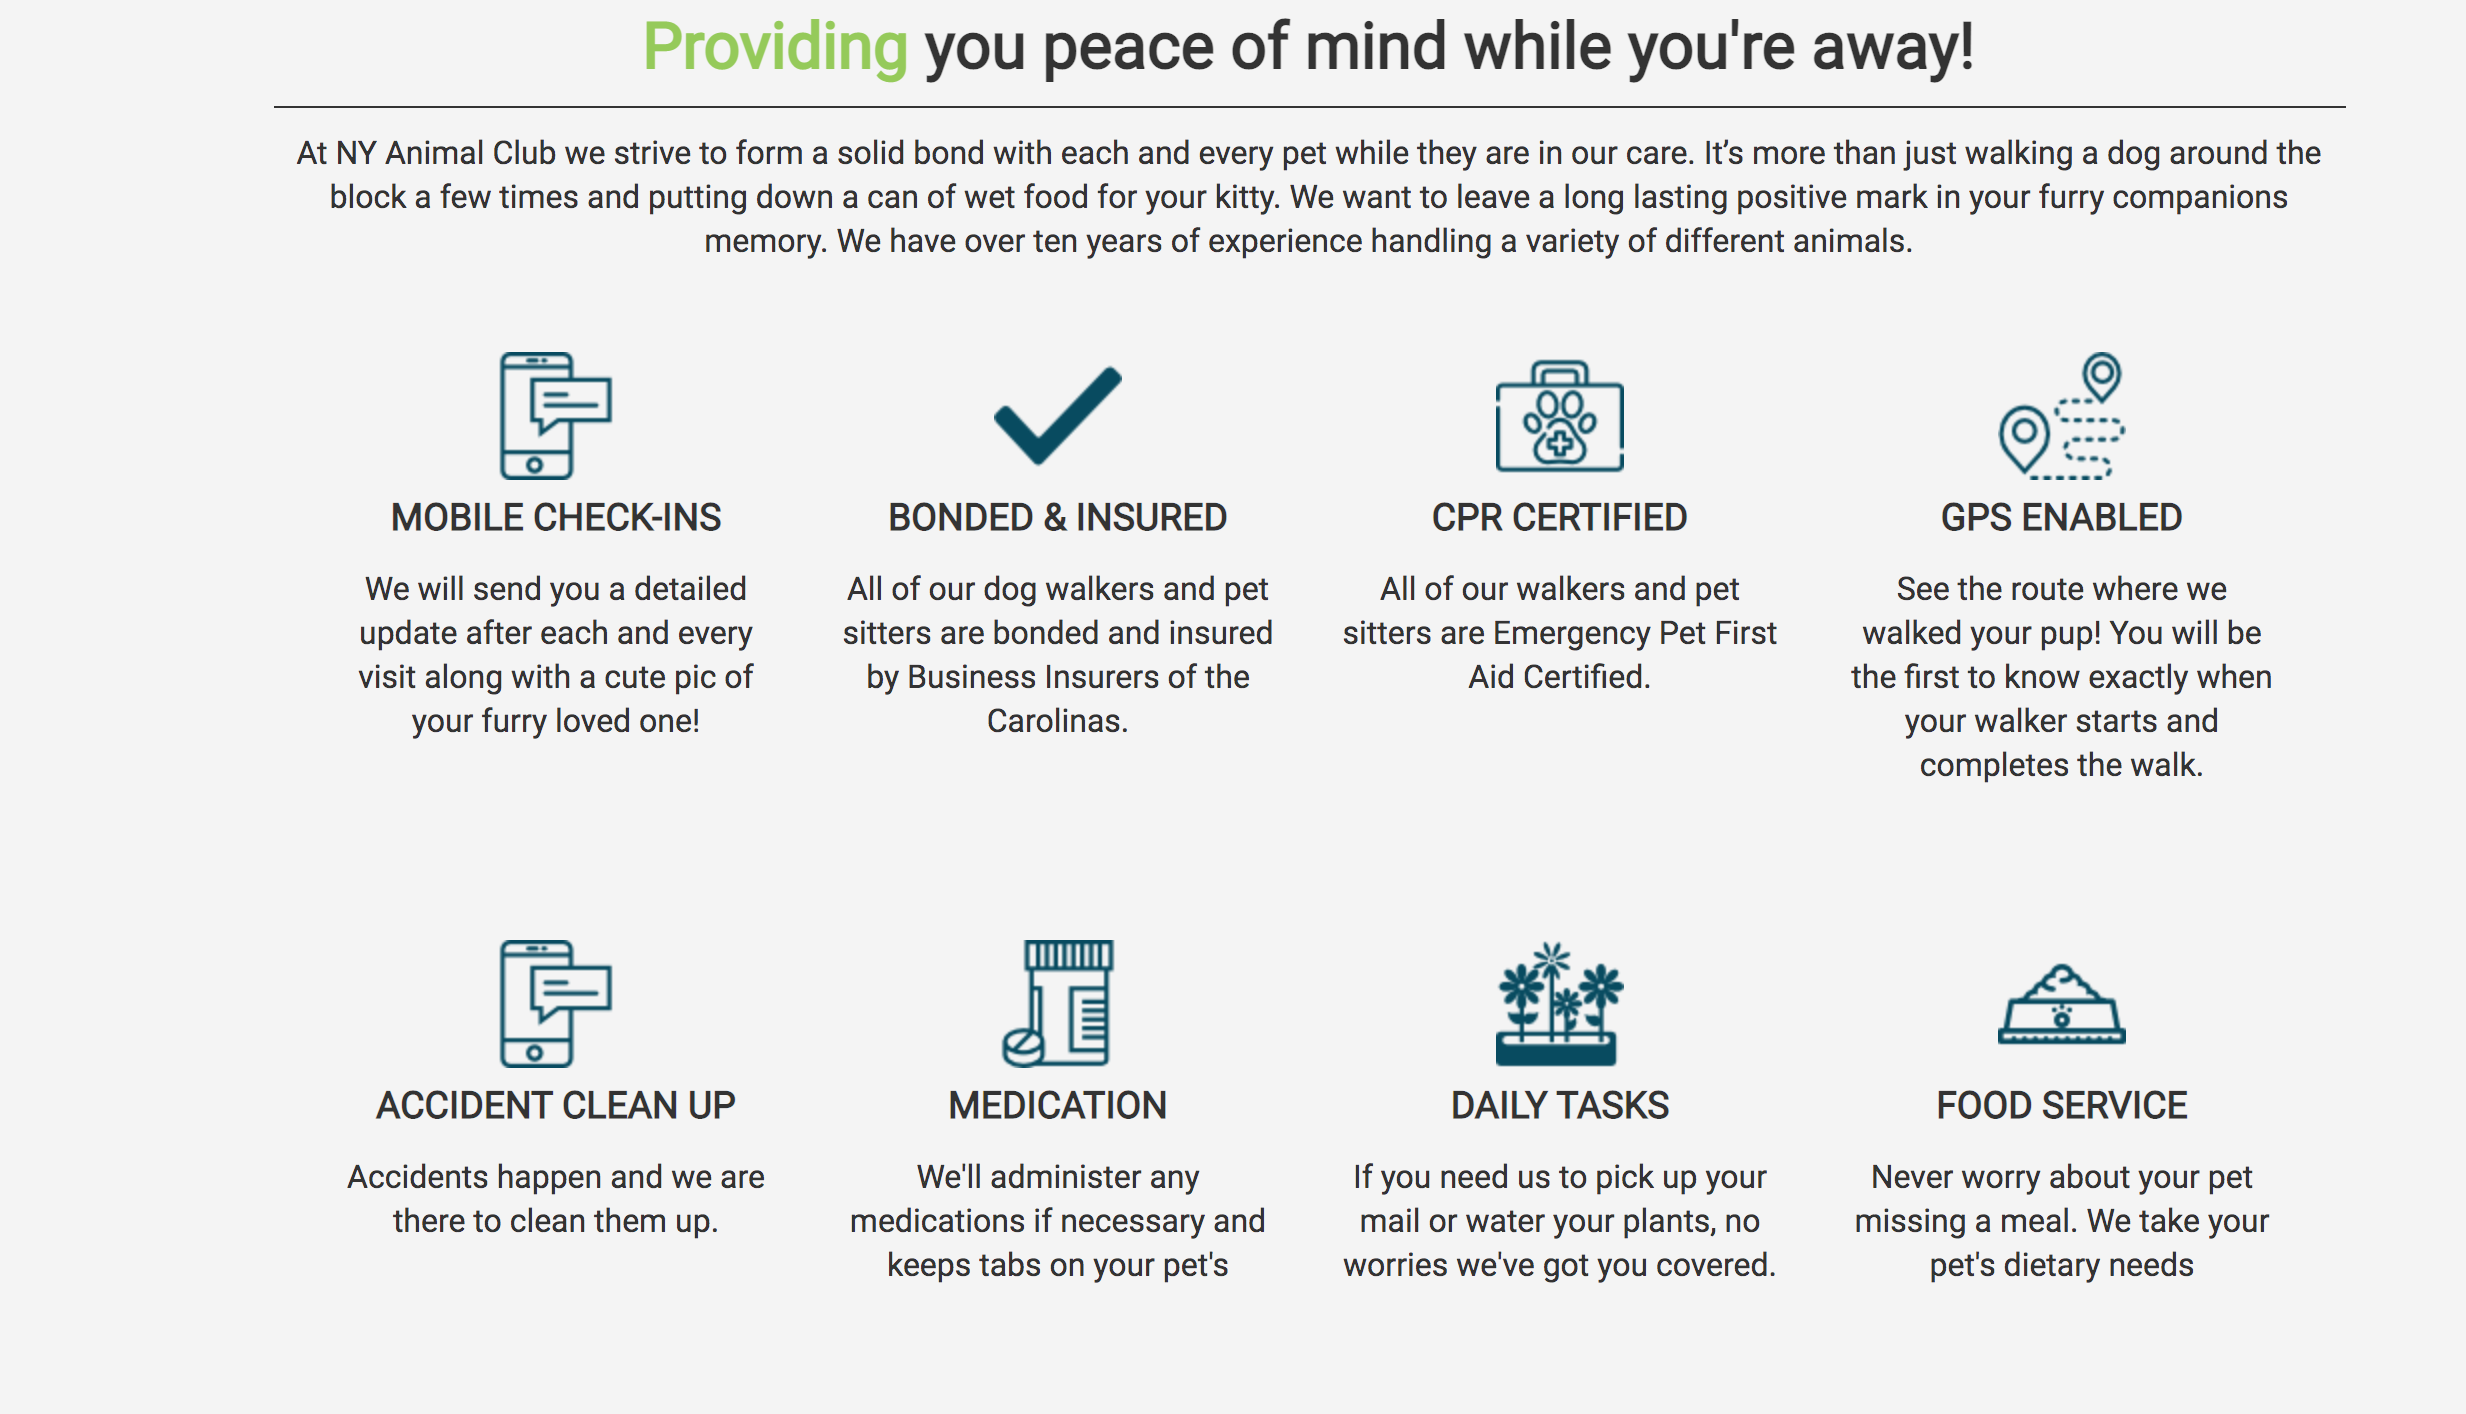 Providing you peace of mind while you're away!
At NY Animal Club we strive to form a solid bond with each and every pet while they are in our care. It’s more than just walking a dog around the
block a few times and putting down a can of wet food for your kitty. We want to leave a long lasting positive mark in your furry companions
memory. We have over ten years of experience handling a variety of different animals.
MOBILE CHECK-INS
We will send you a detailed
update after each and every
visit along with a cute pic of
your furry loved one!
BONDED & INSURED
All of our dog walkers and pet
sitters are bonded and insured
by Business Insurers of the
Carolinas.
CPR CERTIFIED
All of our walkers and pet
sitters are Emergency Pet First
Aid Certified.
GPS ENABLED
See the route where we
walked your pup! You will be
the first to know exactly when
your walker starts and
completes the walk.
ACCIDENT CLEAN UP
Accidents happen and we are
there to clean them up.
MEDICATION
We'll administer any
medications if necessary and
keeps tabs on your pet's
DAILY TASKS
If you need us to pick up your
mail or water your plants, no
worries we've got you covered.
FOOD SERVICE
Never worry about your pet
missing a meal. We take your
pet's dietary needs